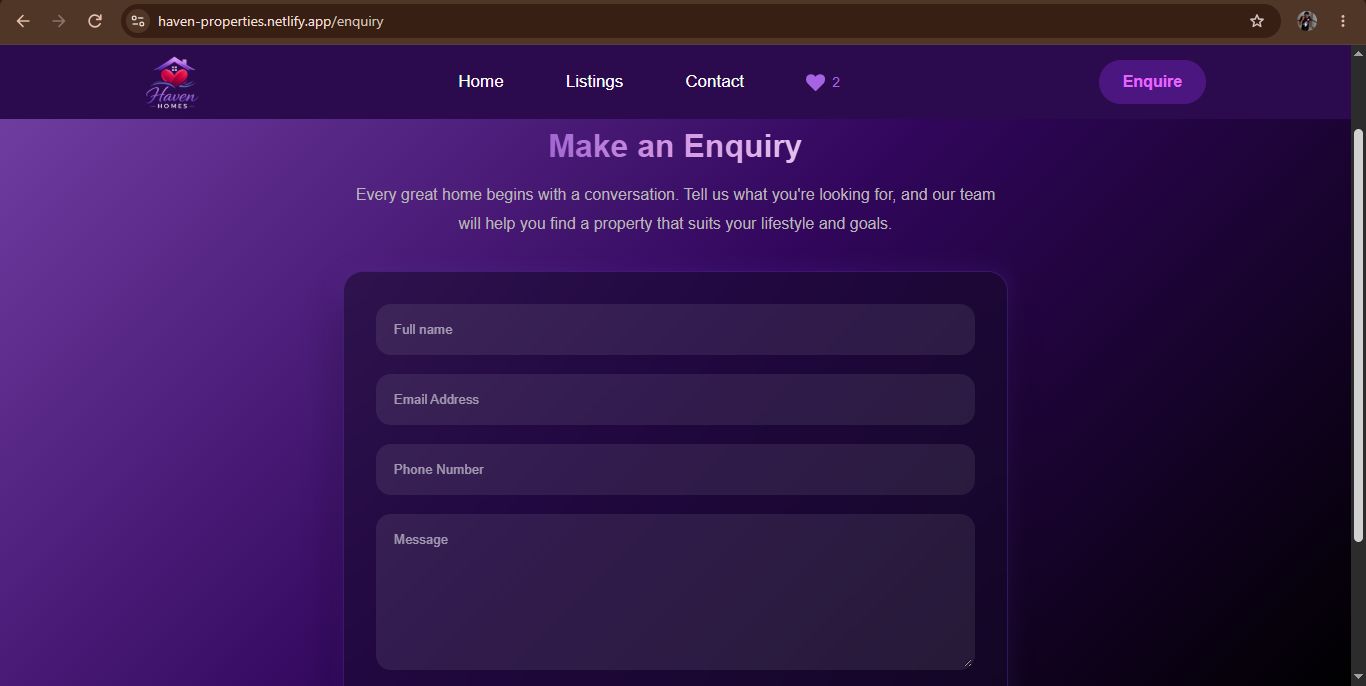 haven-properties.netlify.app/enquiry
Haven
HOMES
Home
Listings
Contact
2
Enquire
Make an Enquiry
Every great home begins with a conversation. Tell us what you're looking for, and our team
will help you find a property that suits your lifestyle and goals.
Full name
Email Address
Phone Number
Message